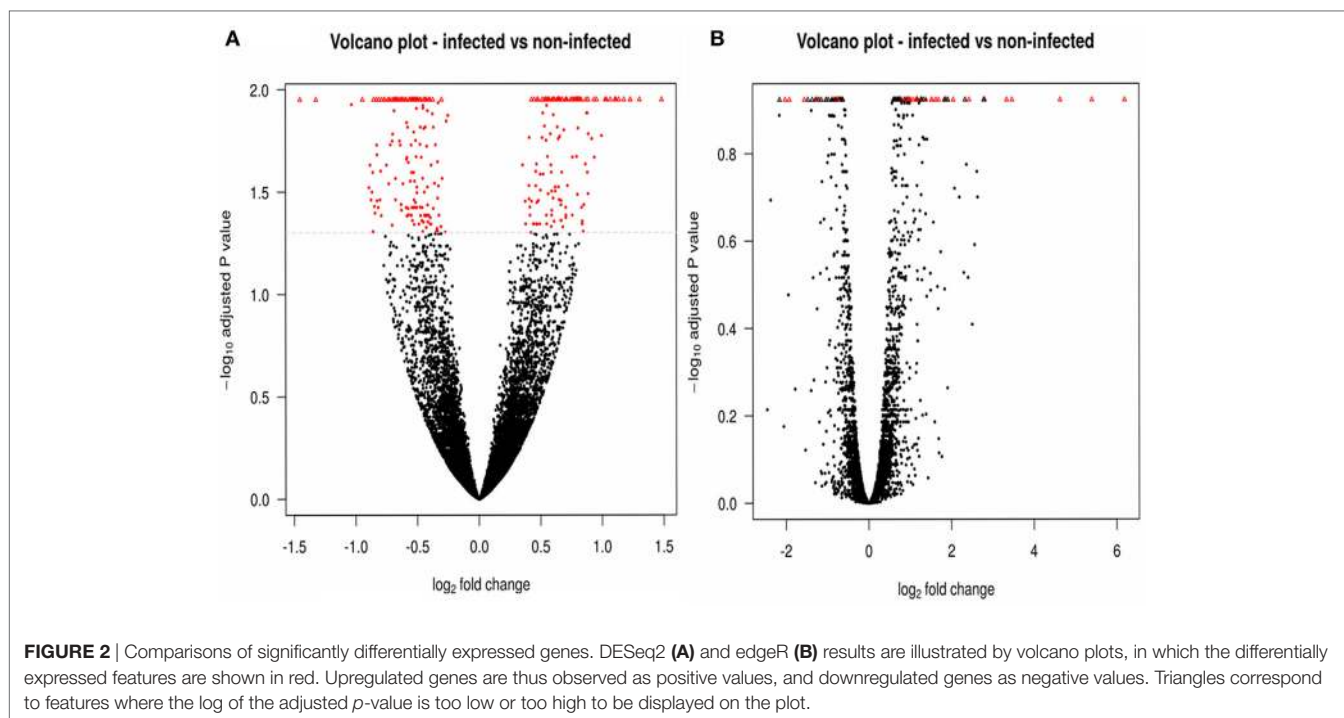 A
Volcano plot - infected vs non-infected
2.0
1.5
1.0
0.5
0.0
-log10 adjusted P value
-1.5 -1.0 -0.5 0.0 0.5 1.0 1.5
log2 fold change
B
Volcano plot - infected vs non-infected
0.8
0.6
0.4
0.2
0.0
-log10 adjusted P value
-2 0 2 4 6
log2 fold change
FIGURE 2 | Comparisons of significantly differentially expressed genes. DESeq2 (A) and edgeR (B) results are illustrated by volcano plots, in which the differentially
expressed features are shown in red. Upregulated genes are thus observed as positive values, and downregulated genes as negative values. Triangles correspond
to features where the log of the adjusted p-value is too low or too high to be displayed on the plot.